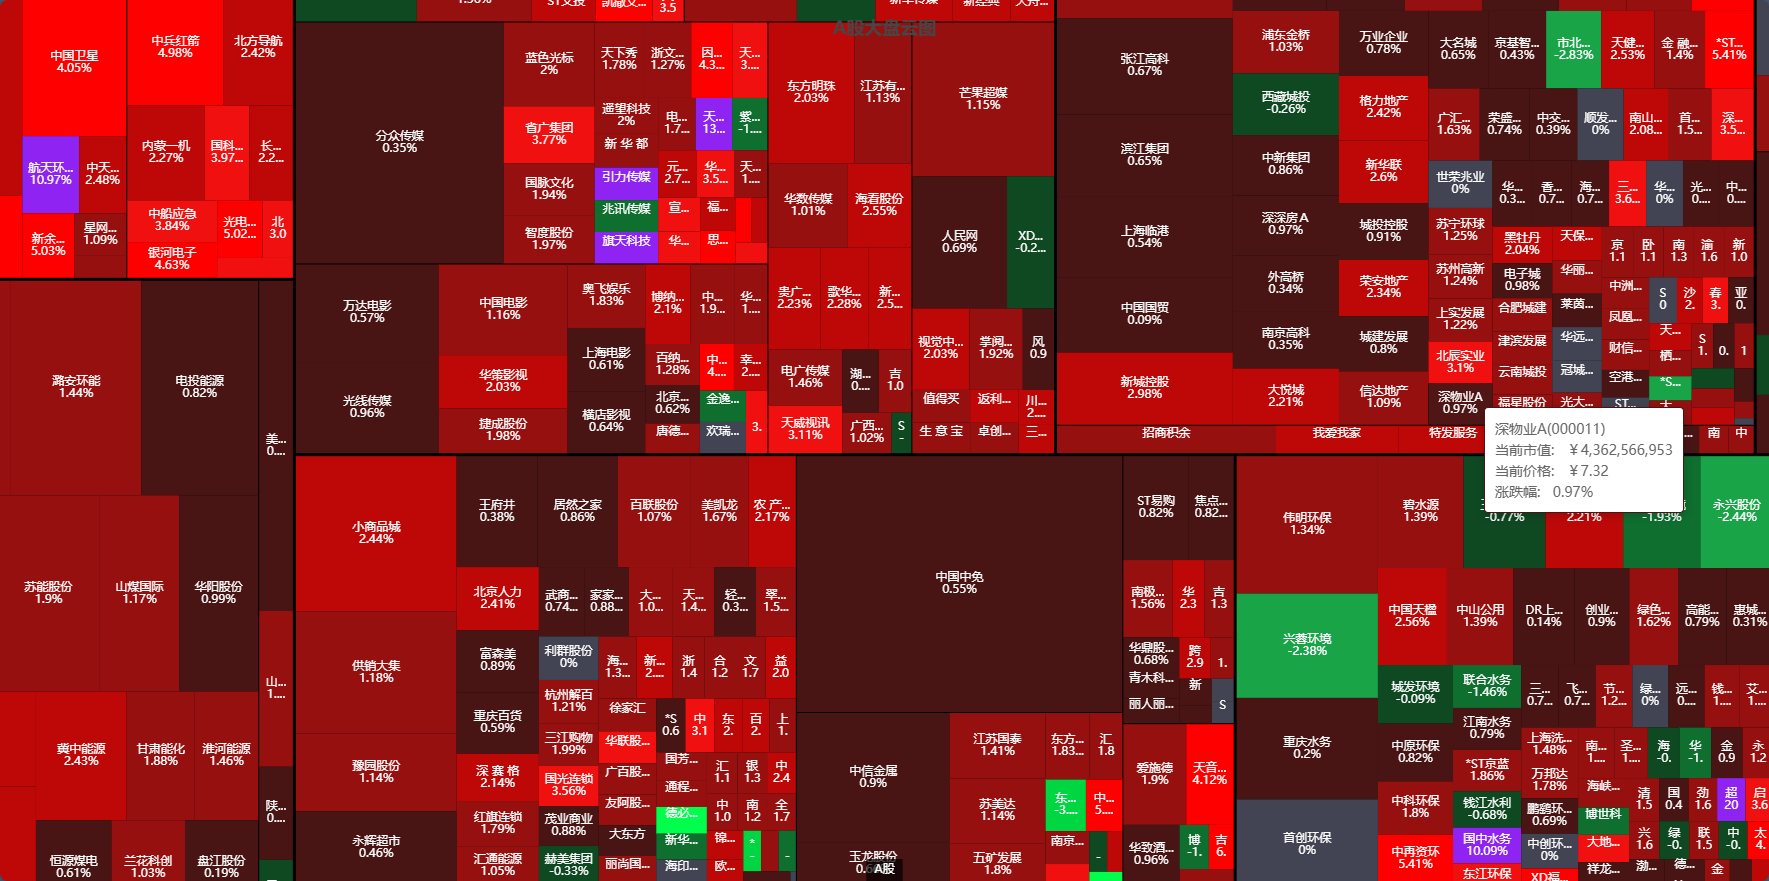 A股大盘云图
中国卫星
4.05%
中兵红箭
4.98%
北方导航
2.42%
航天环...
10.97%
中天...
2.48%
内蒙一机
2.27%
国科...
3.97...
长...
2.2...
新余...
5.03%
星网...
1.09%
中船应急
3.84%
光电...
5.02...
北
3.0
银河电子
4.63%
分众传媒
0.35%
蓝色光标
2%
天下秀
1.78%
浙文...
1.27%
因...
4.3...
天...
3....
省广集团
3.77%
遥望科技
2%
新 华 都
电...
1.7...
天...
13...
紫...
-1....
国脉文化
1.94%
引力传媒
元...
2.7...
华...
3.5...
天...
1....
智度股份
1.97%
兆讯传媒
宣...
福...
旗天科技
华...
思...
东方明珠
2.03%
江苏有...
1.13%
芒果超媒
1.15%
华数传媒
1.01%
海看股份
2.55%
人民网
0.69%
XD...
-0.2...
万达电影
0.57%
中国电影
1.16%
奥飞娱乐
1.83%
博纳...
2.1%
中...
1.9...
华...
1....
贵广...
2.23%
歌华...
2.28%
新...
2.5...
光线传媒
0.96%
华策影视
2.03%
上海电影
0.61%
百纳...
1.28%
中...
4....
幸...
2....
视觉中...
2.03%
掌阅...
1.92%
风
0.9
捷成股份
1.98%
横店影视
0.64%
北京...
0.62%
金逸...
唐德...
欢瑞...
3.
电广传媒
1.46%
湖...
0....
吉
1.0
天威视讯
3.11%
广西...
1.02%
S
-
值得买
返利...
川...
2....
生 意 宝
卓创...
三...
张江高科
0.67%
浦东金桥
1.03%
万业企业
0.78%
大名城
0.65%
京基智...
0.43%
市北...
-2.83%
天健...
2.53%
金 融...
1.4%
*ST...
5.41%
滨江集团
0.65%
西藏城投
-0.26%
格力地产
2.42%
广汇...
1.63%
荣盛...
0.74%
中交...
0.39%
顺发...
0%
南山...
2.08...
首...
1.5...
深...
3.5...
中新集团
0.86%
新华联
2.6%
世荣兆业
0%
华...
0.3...
香...
0.7...
海...
0.7...
三...
3.6...
华...
0%
光...
0....
中...
0....
上海临港
0.54%
深深房A
0.97%
城投控股
0.91%
苏宁环球
1.25%
黑牡丹
2.04%
天保...
京
1.1
卧
1.1
南
1.3
渝
1.6
新
1.0
外高桥
0.34%
荣安地产
2.34%
苏州高新
1.24%
电子城
0.98%
华丽...
中洲...
S
0
沙
2.
春
3.
亚
0.
中国国贸
0.09%
南京高科
0.35%
城建发展
0.8%
上实发展
1.22%
合肥城建
莱茵...
凤凰...
津滨发展
华远...
财信...
天...
S
1.
0.
1
新城控股
2.98%
大悦城
2.21%
信达地产
1.09%
北辰实业
3.1%
云南城投
冠城...
空港...
栖...
*S...
深物业A
0.97%
福星股份
光大...
ST...
招商积余
我爱我家
特发服务
南
中
深物业A(000011)
当前市值: ￥4,362,566,953
当前价格: ￥7.32
涨跌幅: 0.97%
潞安环能
1.44%
电投能源
0.82%
美...
0....
苏能股份
1.9%
山煤国际
1.17%
华阳股份
0.99%
山...
1....
冀中能源
2.43%
甘肃能化
1.88%
淮河能源
1.46%
陕...
0....
恒源煤电
0.61%
兰花科创
1.03%
盘江股份
0.19%
小商品城
2.44%
王府井
0.38%
居然之家
0.86%
百联股份
1.07%
美凯龙
1.67%
农 产...
2.17%
北京人力
2.41%
武商...
0.74...
家家...
0.88...
大...
1.0...
天...
1.4...
轻...
0.3...
翠...
1.5...
供销大集
1.18%
富森美
0.89%
利群股份
0%
海...
1.3...
新...
2....
浙
1.4
合
1.2
文
1.7
益
2.0
重庆百货
0.59%
杭州解百
1.21%
徐家汇
*S
0.6
中
3.1
东
2.
百
2.
上
1.
豫园股份
1.14%
深 赛 格
2.14%
三江购物
1.99%
华联股...
国芳...
国光连锁
3.56%
广百股...
通程...
汇
1.1
银
1.3
中
2.4
永辉超市
0.46%
红旗连锁
1.79%
茂业商业
0.88%
友阿股...
德必...
中
1.0
南
1.2
全
1.7
大东方
新华...
锦...
*
-
-
汇通能源
1.05%
赫美集团
-0.33%
丽尚国...
海印...
欧...
中国中免
0.55%
ST易购
0.82%
焦点...
0.82...
南极...
1.56%
华
2.3
吉
1.3
华鼎股...
0.68%
跨
2.9
1.
青木科...
新
丽人丽...
S
中信金属
0.9%
江苏国泰
1.41%
东方...
1.83...
汇
1.8
爱施德
1.9%
天音...
4.12%
苏美达
1.14%
东...
-3....
中...
5....
玉龙股份
A股
五矿发展
1.8%
南京...
-
华致酒...
0.96%
博
-1.
吉
6.
伟明环保
1.34%
碧水源
1.39%
-0.77%
2.21%
-1.93%
永兴股份
-2.44%
兴蓉环境
-2.38%
中国天楹
2.56%
中山公用
1.39%
DR上...
0.14%
创业...
0.9%
绿色...
1.62%
高能...
0.79%
惠城...
0.31%
城发环境
-0.09%
联合水务
-1.46%
三...
0.7...
飞...
0.7...
节...
1.2...
绿...
0%
远...
0....
钱...
1....
艾...
1....
重庆水务
0.2%
中原环保
0.82%
江南水务
0.79%
上海洗...
1.48%
南...
1....
圣...
1....
海
-0.
华
-1.
金
0.9
永
1.2
*ST京蓝
1.86%
万邦达
1.78%
海峡...
清
1.5
国
0.4
劲
1.6
超
20
启
3.6
首创环保
0%
中科环保
1.8%
钱江水利
-0.68%
鹏鹞环...
0.69%
博世科
兴
1.6
绿
-0.
联
1.5
中
-0.
太
4.
中再资环
5.41%
国中水务
10.09%
中创环...
0%
大地...
东江环保
XD福...
祥龙...
渤...
德...
金